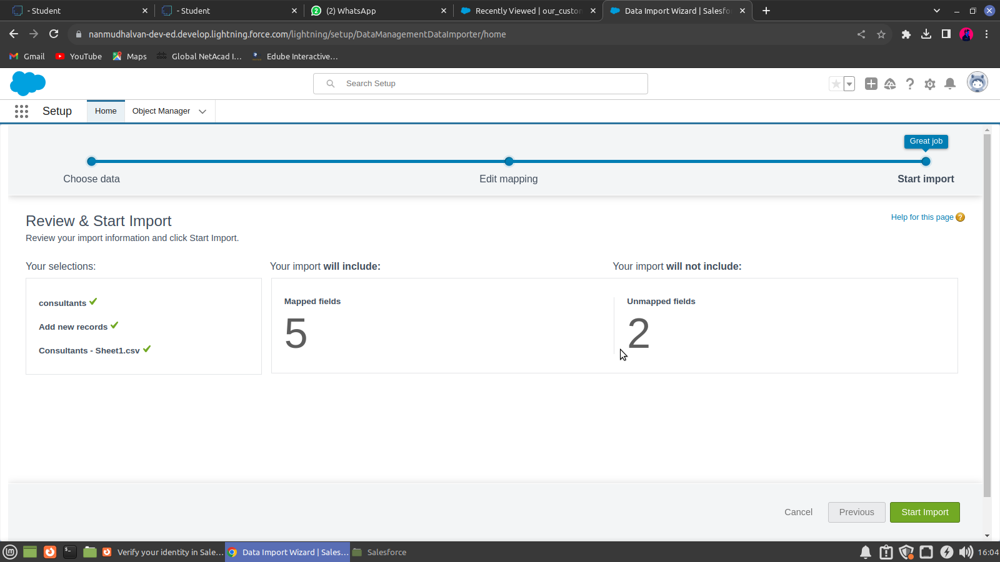 - Student
- Student
(2) WhatsApp
Recently Viewed | our_custon
Data Import Wizard | Salesfo
nanmudhalvan-dev-ed.develop.lightning.force.com/lightning/setup/DataManagementDataImporter/home
Gmail
YouTube
Maps
Global NetAcad I...
Edube Interactive...
Search Setup
Setup
Home
Object Manager
Great job
Choose data
Edit mapping
Start import
Review & Start Import
Help for this page ?
Review your import information and click Start Import.
Your selections:
Your import will include:
Your import will not include:
consultants
Add new records
Consultants - Sheet1.csv
Mapped fields
5
Unmapped fields
2
Cancel
Previous
Start Import
Verify your identity in Sale...
Data Import Wizard | Sales...
Salesforce
16:04